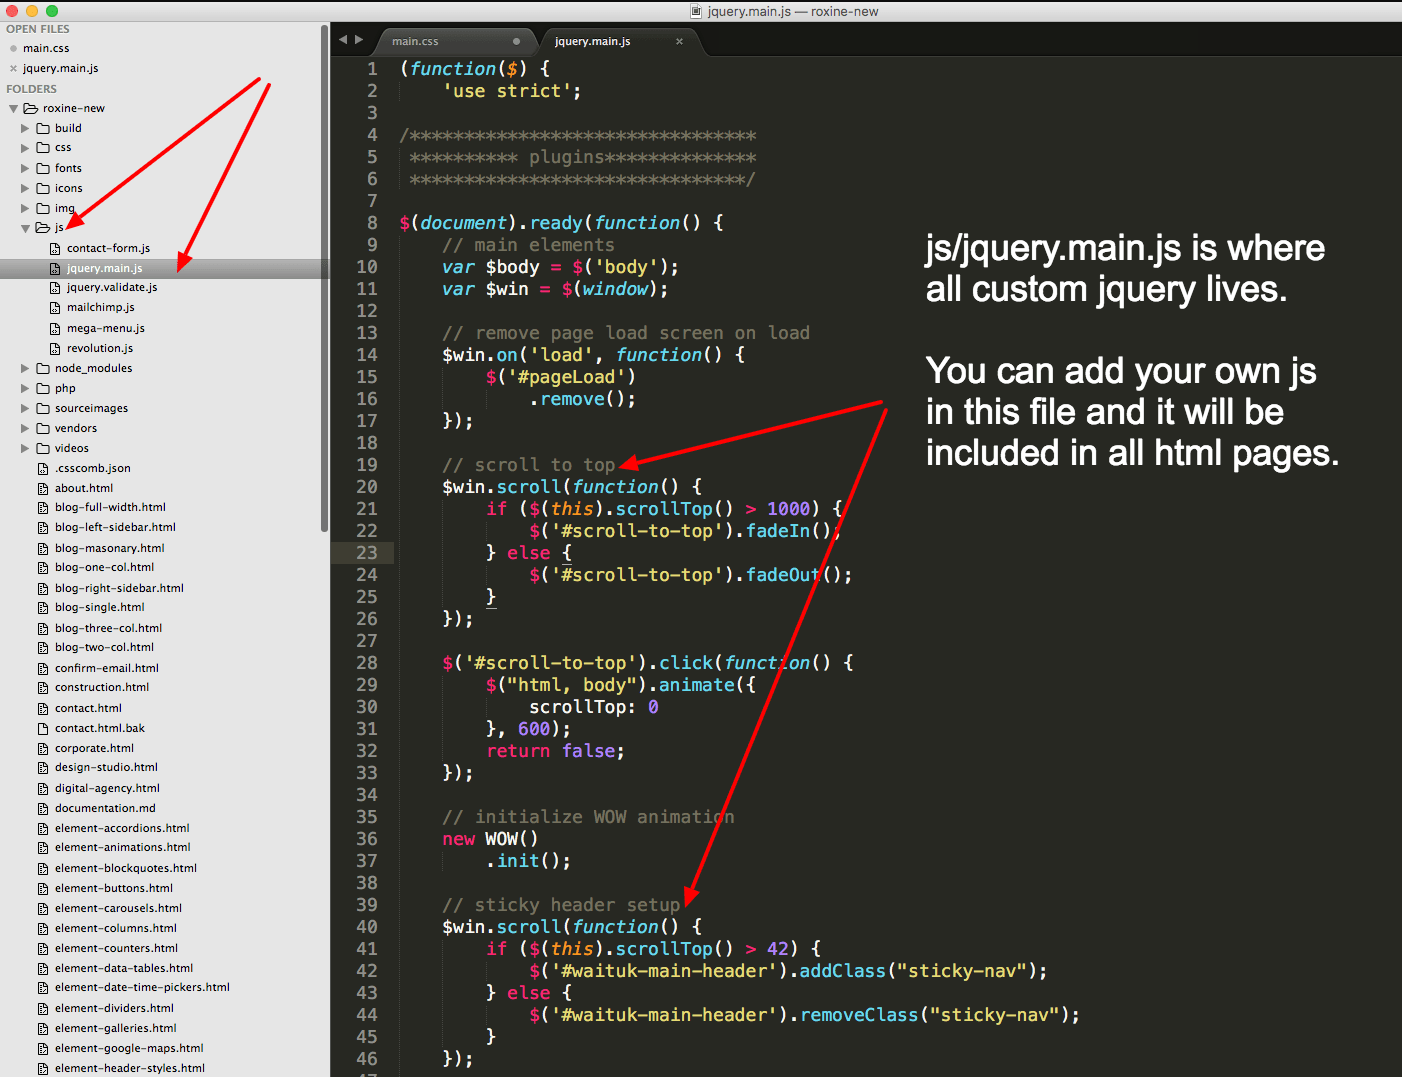 jquery.main.js — roxine-new
OPEN FILES
main.css
jquery.main.js
FOLDERS
roxine-new
build
css
fonts
icons
img
js
contact-form.js
jquery.main.js
jquery.validate.js
mailchimp.js
mega-menu.js
revolution.js
node_modules
php
sourceimages
vendors
videos
.csscomb.json
about.html
blog-full-width.html
blog-left-sidebar.html
blog-masonary.html
blog-one-col.html
blog-right-sidebar.html
blog-single.html
blog-three-col.html
blog-two-col.html
confirm-email.html
construction.html
contact.html
contact.html.bak
corporate.html
design-studio.html
digital-agency.html
documentation.md
element-accordions.html
element-animations.html
element-blockquotes.html
element-buttons.html
element-carousels.html
element-columns.html
element-counters.html
element-data-tables.html
element-date-time-pickers.html
element-dividers.html
element-galleries.html
element-google-maps.html
element-header-styles.html
main.css
jquery.main.js
1 (function($) {
2 'use strict';
3
4 /********************************
5 ********** plugins**************
6 *******************************/
7
8 $(document).ready(function() {
9 // main elements
10 var $body = $('body');
11 var $win = $(window);
12
13 // remove page load screen on load
14 $win.on('load', function() {
15 $('#pageLoad')
16 .remove();
17 });
18
19 // scroll to top
20 $win.scroll(function() {
21 if ($(this).scrollTop() > 1000) {
22 $('#scroll-to-top').fadeIn();
23 } else {
24 $('#scroll-to-top').fadeOut();
25 }
26 });
27
28 $('#scroll-to-top').click(function() {
29 $("html, body").animate({
30 scrollTop: 0
31 }, 600);
32 return false;
33 });
34
35 // initialize WOW animation
36 new WOW()
37 .init();
38
39 // sticky header setup
40 $win.scroll(function() {
41 if ($(this).scrollTop() > 42) {
42 $('#waituk-main-header').addClass("sticky-nav");
43 } else {
44 $('#waituk-main-header').removeClass("sticky-nav");
45 }
46 });
js/jquery.main.js is where
all custom jquery lives.
You can add your own js
in this file and it will be
included in all html pages.